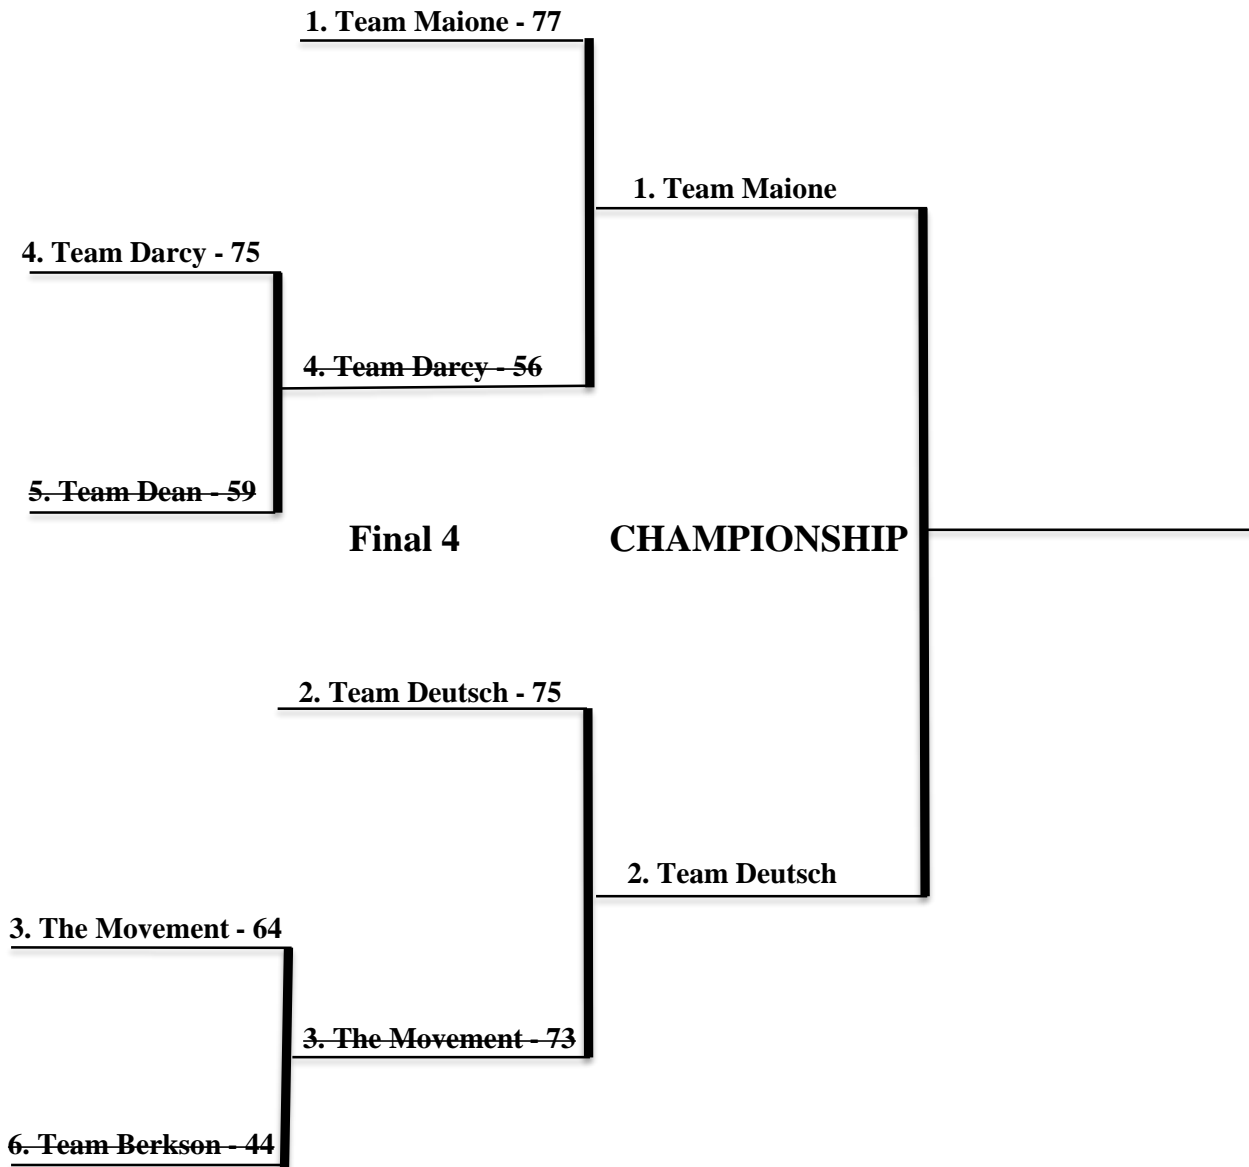 1. Team Maione - 77
1. Team Maione
4. Team Darcy - 75
4. Team Darcy - 56
5. Team Dean - 59
Final 4
CHAMPIONSHIP
2. Team Deutsch - 75
2. Team Deutsch
3. The Movement - 64
3. The Movement - 73
6. Team Berkson - 44